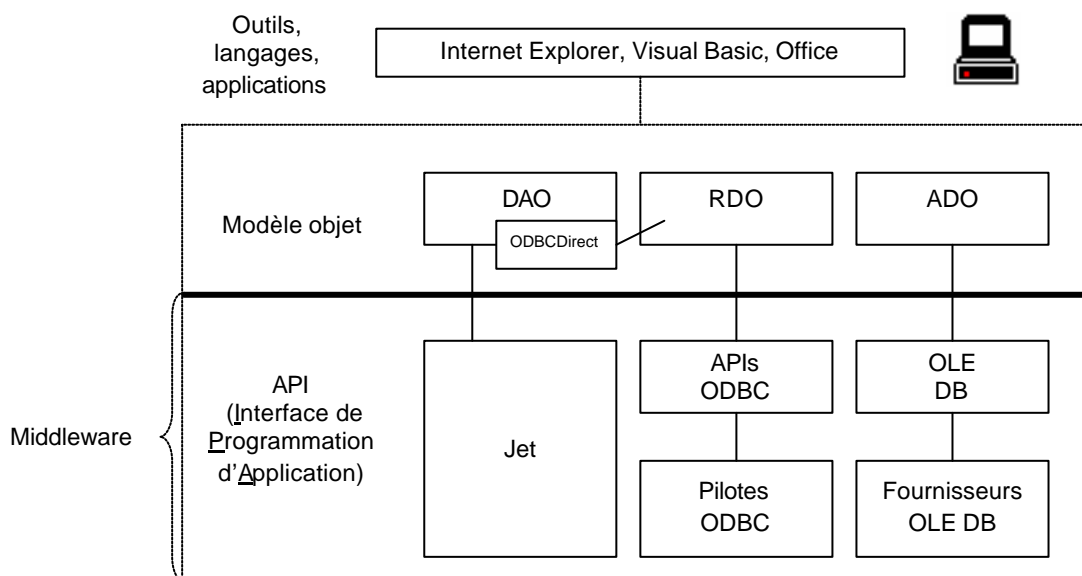 Outils,
langages,
applications
Internet Explorer, Visual Basic, Office
Modèle objet
DAO
ODBCDirect
RDO
ADO
Middleware
API
(Interface de
Programmation
d'Application)
Jet
APIs
ODBC
OLE
DB
Pilotes
ODBC
Fournisseurs
OLE DB